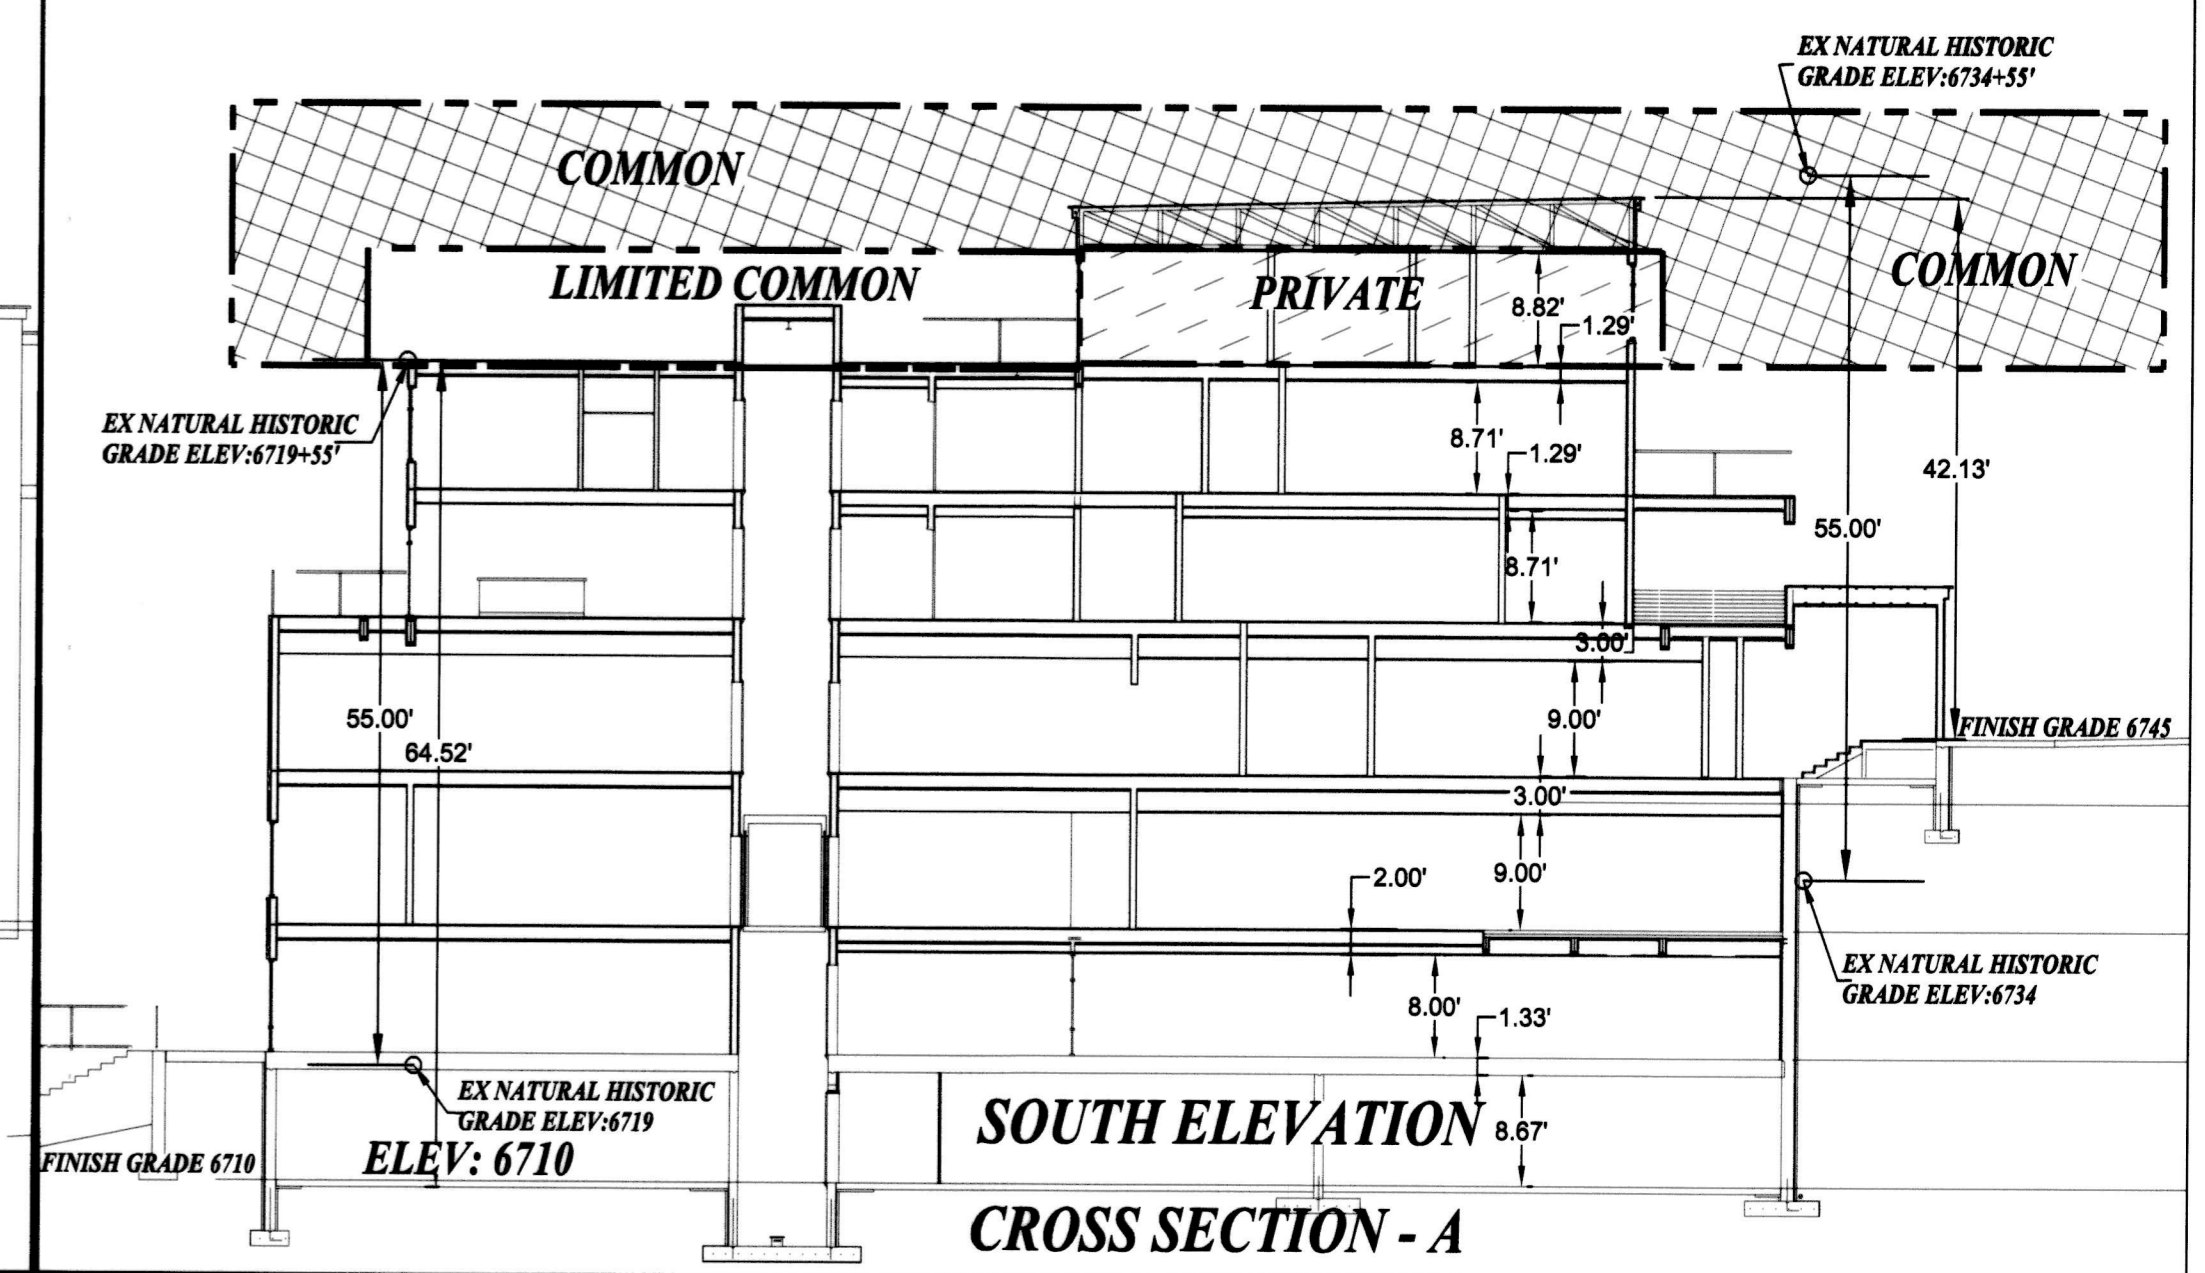 EX NATURAL HISTORIC
GRADE ELEV:6734+55'
COMMON
LIMITED COMMON
PRIVATE
COMMON
8.82'
1.29'
EX NATURAL HISTORIC
GRADE ELEV:6719+55'
8.71'
1.29'
42.13'
55.00'
8.71'
3.00'
55.00'
64.52'
9.00'
FINISH GRADE 6745
3.00'
9.00'
2.00'
EX NATURAL HISTORIC
GRADE ELEV:6734
8.00'
1.33'
EX NATURAL HISTORIC
GRADE ELEV:6719
SOUTH ELEVATION
8.67'
FINISH GRADE 6710
ELEV: 6710
CROSS SECTION - A